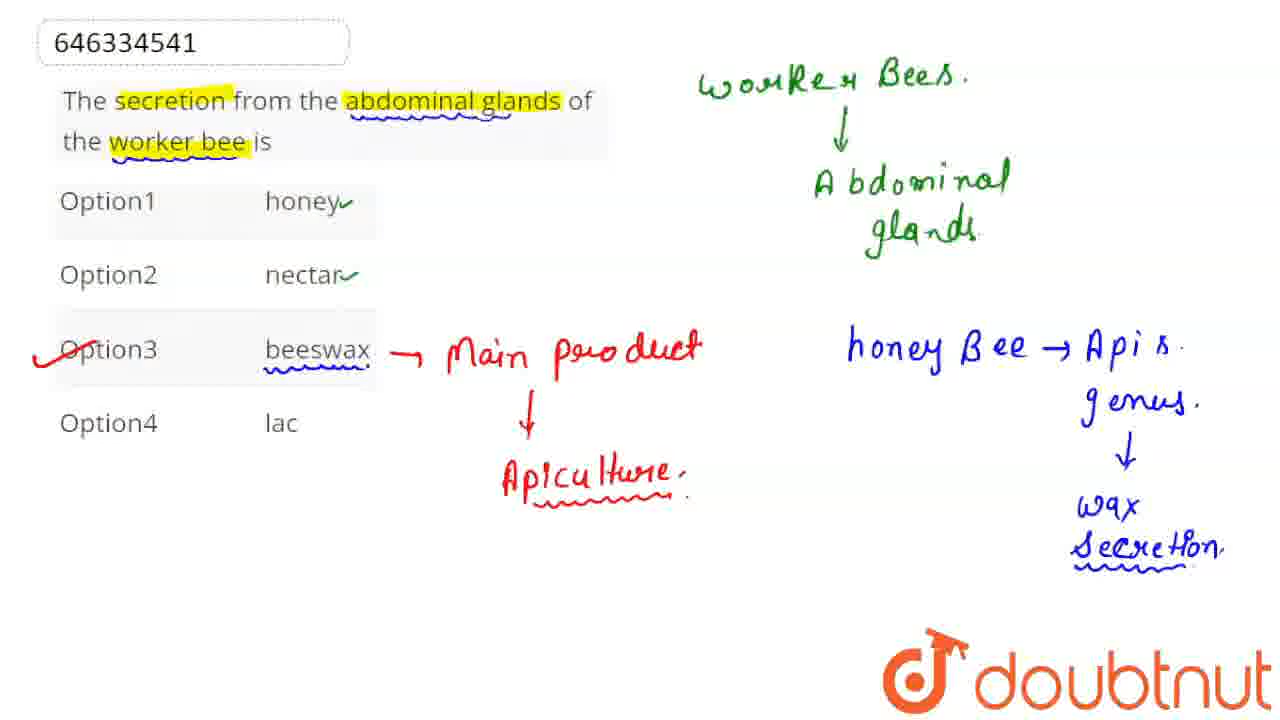 646334541
The secretion from the abdominal glands of
the worker bee is
Option1 honey
Option2 nectar
Option3 beeswax → Main product
Option4 lac
Apiculture.
Worker Bees.
Abdominal
glands.
honey Bee → Apis.
genus.
wax
secretion.
doubtnut